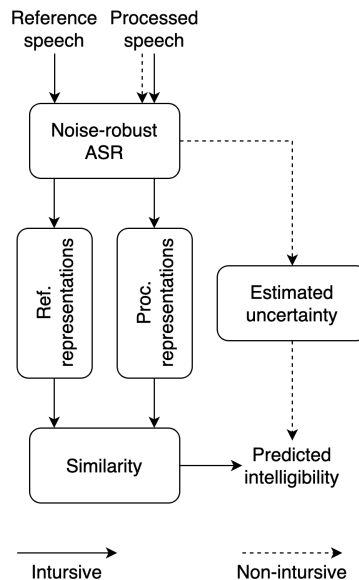 Reference
speech
Processed
speech
Noise-robust
ASR
Ref.
representations
Proc.
representations
Estimated
uncertainty
Similarity
Predicted
intelligibility
Intursive
Non-intursive